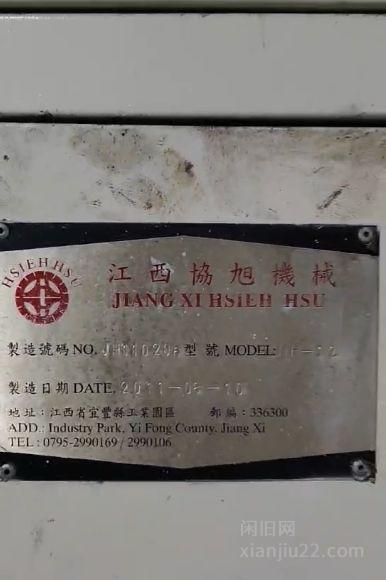 HSIEH HSU
江西協旭機械
JIANG XI HSIEH HSU
製造號碼 NO. 型號 MODEL:
製造日期 DATE. 2011-05-10
地址：江西省宜豐縣工業園區 郵編：336300
ADD.: Industry Park, Yi Fong County. Jiang Xi
TEL : 0795-2990169 / 2990106
闲旧网
xianjiu22.com